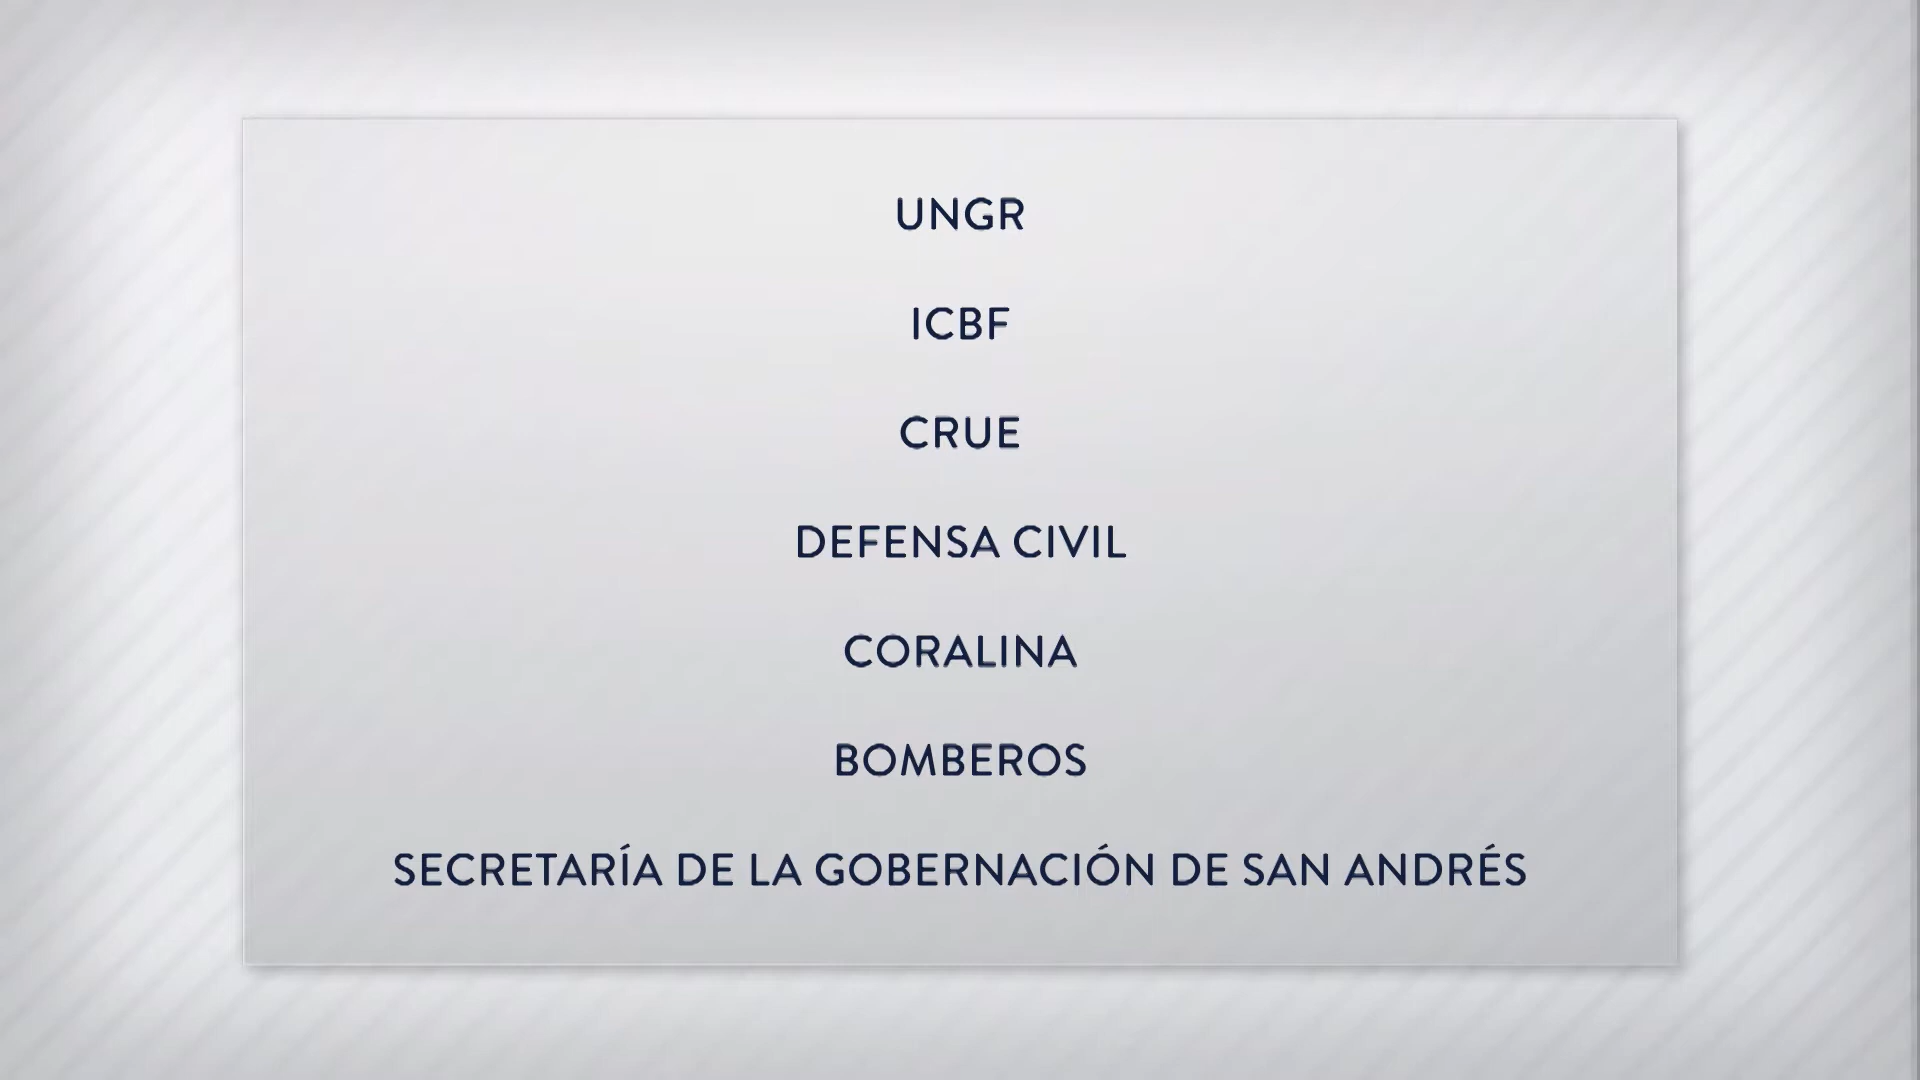 UNGR
ICBF
CRUE
DEFENSA CIVIL
CORALINA
BOMBEROS
SECRETARÍA DE LA GOBERNACIÓN DE SAN ANDRÉS